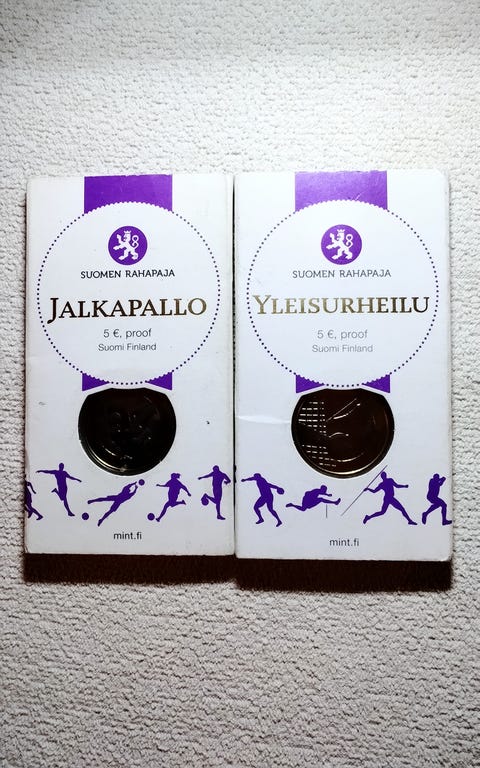 SUOMEN RAHAPAJA
JALKAPALLO
5 €, proof
Suomi Finland
mint.fi
SUOMEN RAHAPAJA
YLEISURHEILU
5 €, proof
Suomi Finland
mint.fi